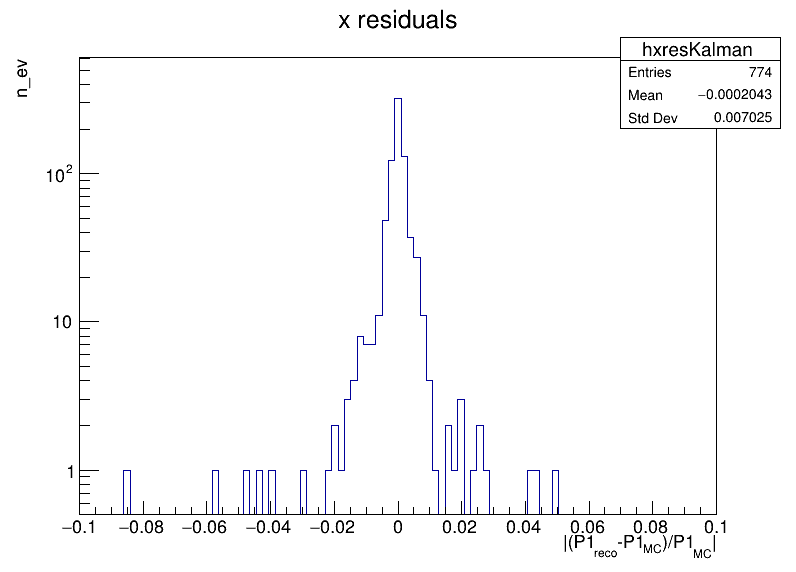 x residuals
hxresKalman
Entries 774
Mean −0.0002043
Std Dev 0.007025
n_ev
10²
10
1
−0.1 −0.08 −0.06 −0.04 −0.02 0 0.02 0.04 0.06 0.08 0.1
|(P1reco-P1MC)/P1MC|